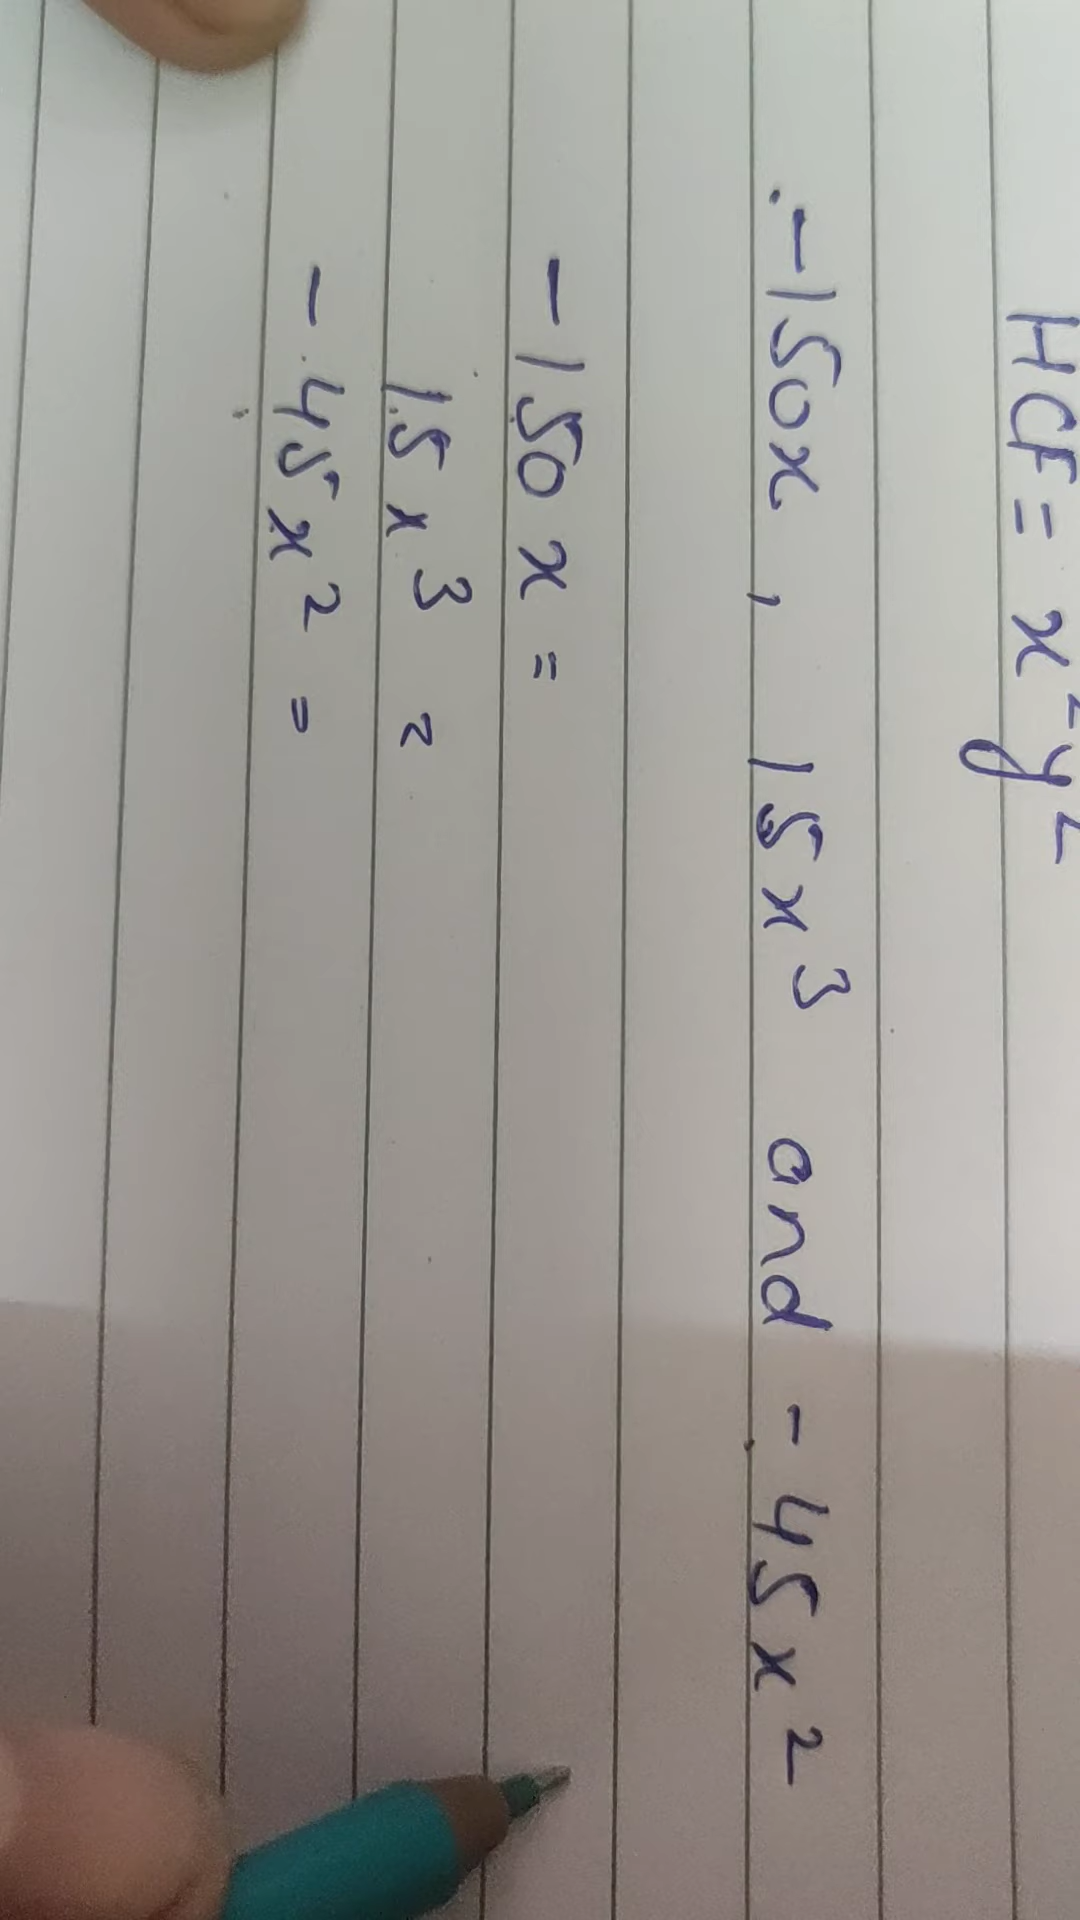 HCF = x²y²
-150x , 15x³ and -45x²
-150x =
15x³ =
-45x² =